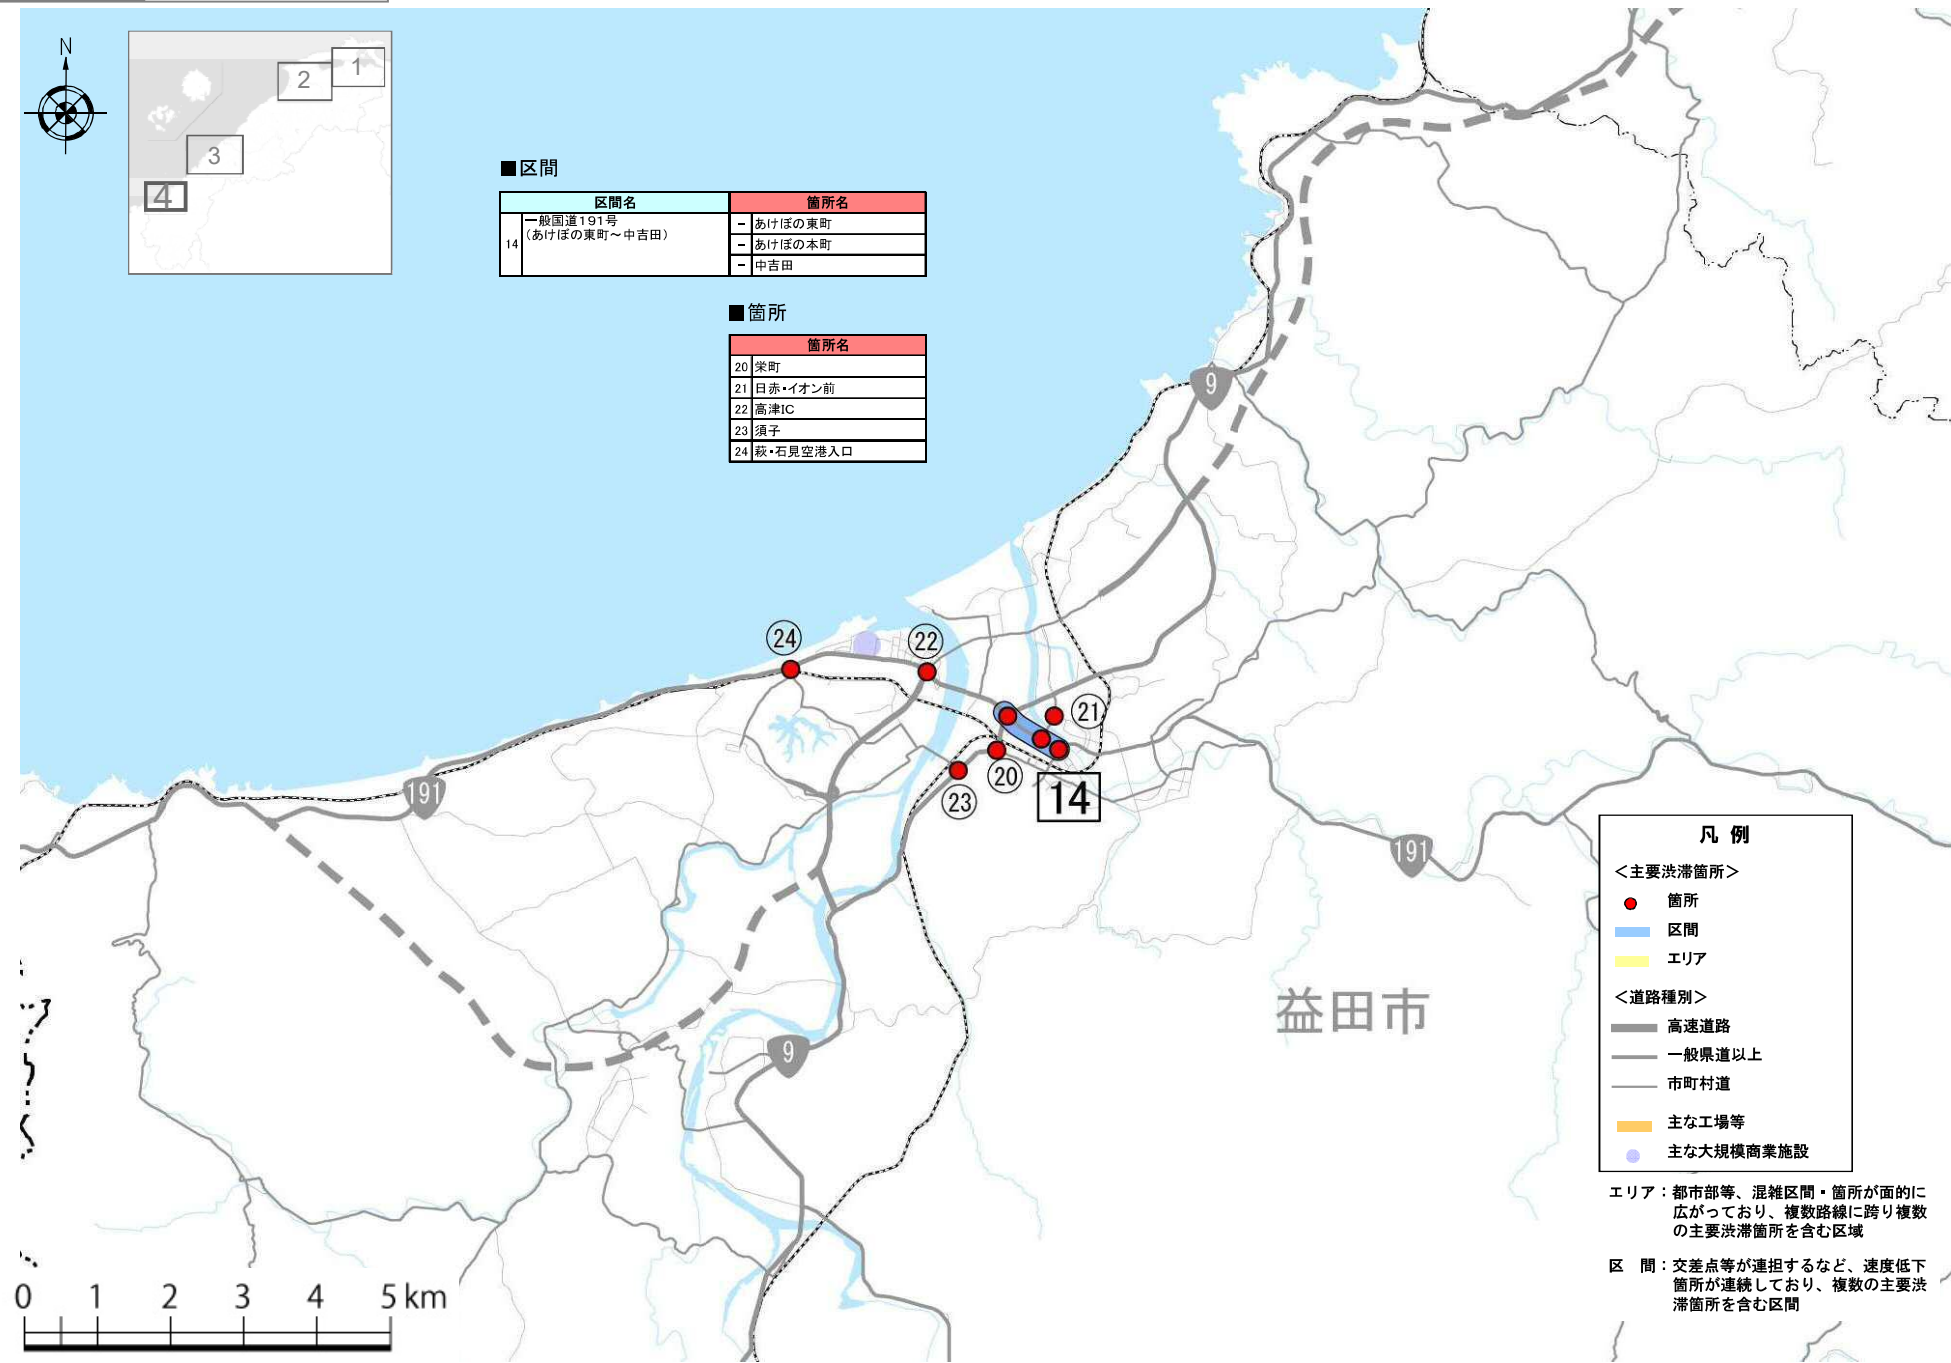 N
1
2
3
4
■区間
区間名 箇所名
14 一般国道191号
（あけぼの東町～中吉田）
－ あけぼの東町
－ あけぼの本町
－ 中吉田
■箇所
箇所名
20 栄町
21 日赤・イオン前
22 高津IC
23 須子
24 萩・石見空港入口
9
24
22
21
20
23
14
191
191
9
益田市
凡 例
＜主要渋滞箇所＞
箇所
区間
エリア
＜道路種別＞
高速道路
一般県道以上
市町村道
主な工場等
主な大規模商業施設
エリア：都市部等、混雑区間・箇所が面的に
広がっており、複数路線に跨り複数
の主要渋滞箇所を含む区域
区　間：交差点等が連担するなど、速度低下
箇所が連続しており、複数の主要渋
滞箇所を含む区間
0 1 2 3 4 5 km